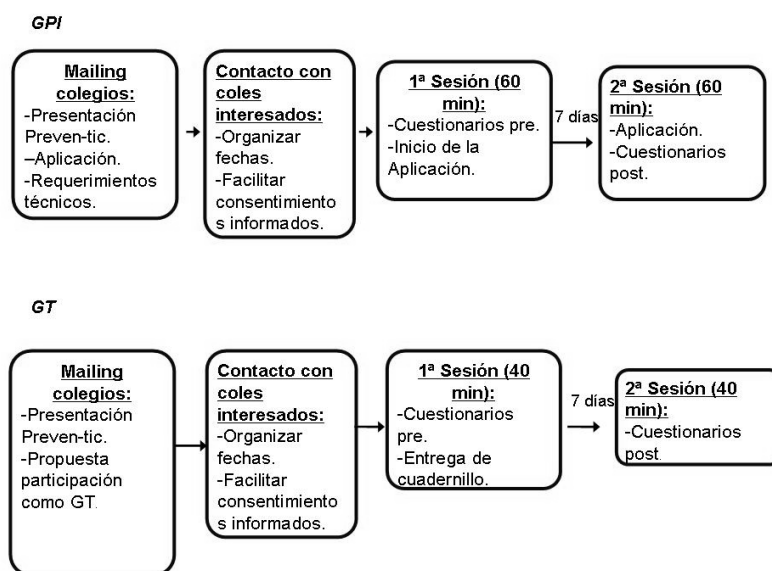 GPI
Mailing
colegios:
-Presentación
Preven-tic.
–Aplicación.
-Requerimientos
técnicos.
Contacto con
coles
interesados:
-Organizar
fechas.
-Facilitar
consentimiento
s informados.
1ª Sesión (60
min):
-Cuestionarios pre.
-Inicio de la
Aplicación.
7 días
2ª Sesión (60
min):
-Aplicación.
-Cuestionarios
post.
GT
Mailing
colegios:
-Presentación
Preven-tic.
-Propuesta
participación
como GT.
Contacto con
coles
interesados:
-Organizar
fechas.
-Facilitar
consentimiento
s informados.
1ª Sesión (40
min):
-Cuestionarios
pre.
-Entrega de
cuadernillo.
7 días
2ª Sesión (40
min):
-Cuestionarios
post.